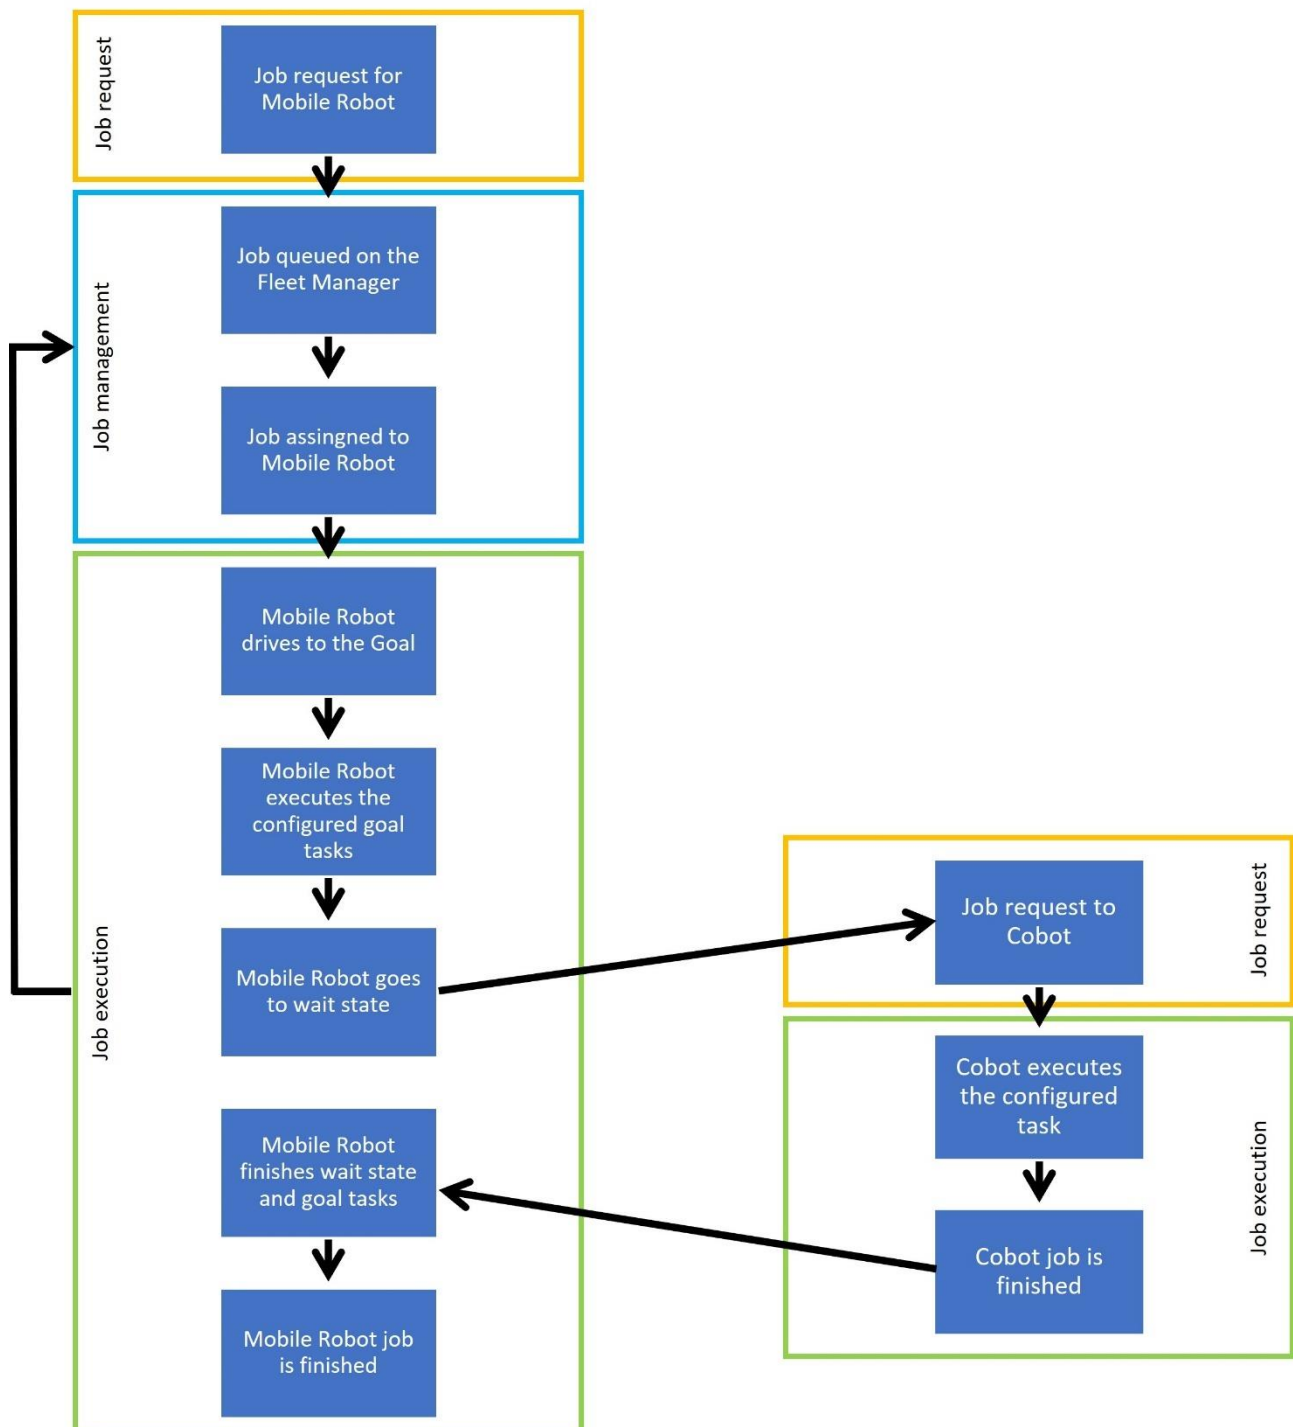 Job request
Job request for
Mobile Robot
Job management
Job queued on the
Fleet Manager
Job assingned to
Mobile Robot
Job execution
Mobile Robot
drives to the Goal
Mobile Robot
executes the
configured goal
tasks
Mobile Robot goes
to wait state
Mobile Robot
finishes wait state
and goal tasks
Mobile Robot job
is finished
Job request to
Cobot
Job request
Cobot executes
the configured
task
Cobot job is
finished
Job execution